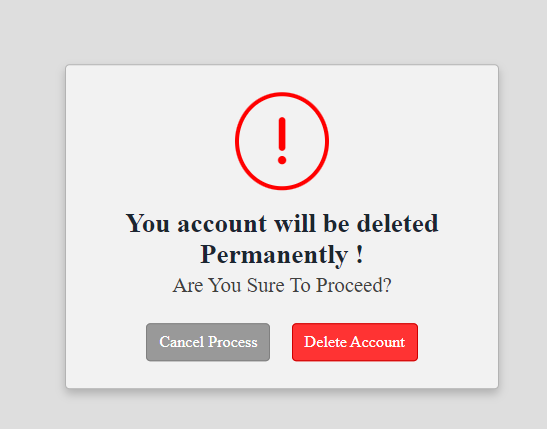 You account will be deleted
Permanently !
Are You Sure To Proceed?
Cancel Process
Delete Account